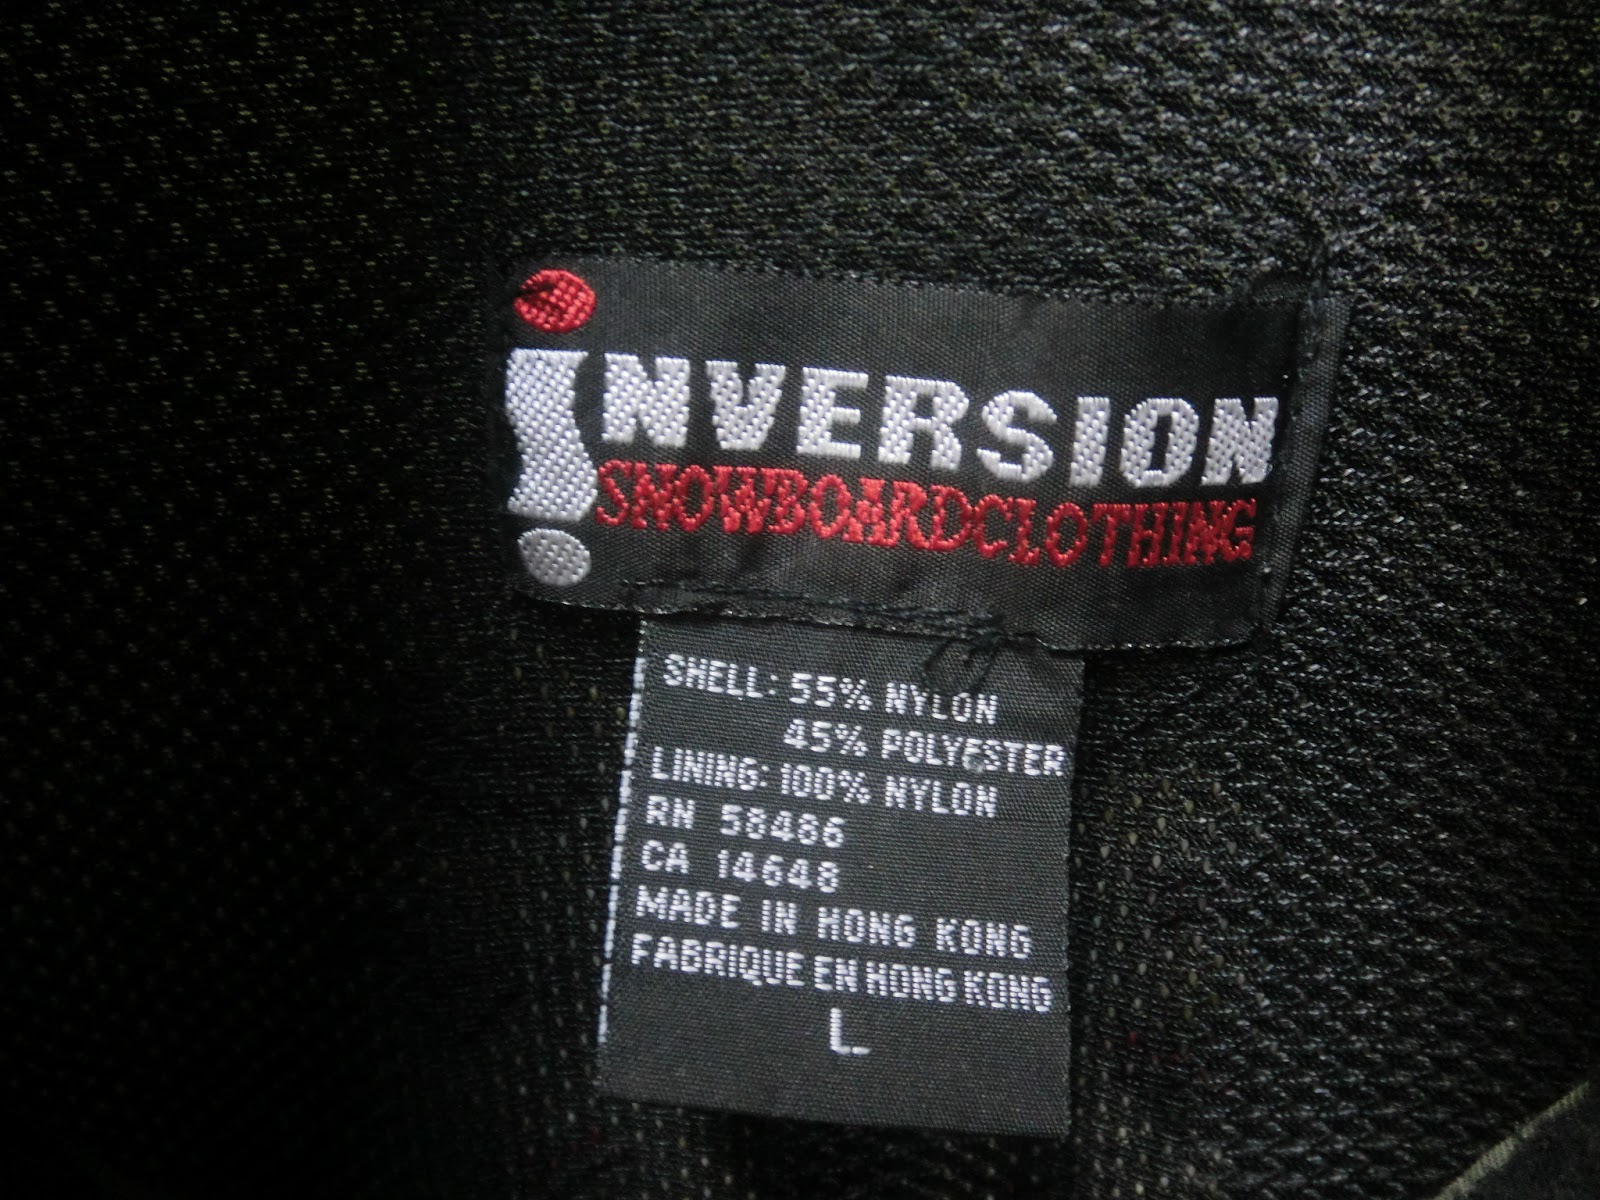 INVERSION
SNOWBOARDCLOTHING
SHELL: 55% NYLON
45% POLYESTER
LINING: 100% NYLON
RN 58486
CA 14648
MADE IN HONG KONG
FABRIQUE EN HONG KONG
L